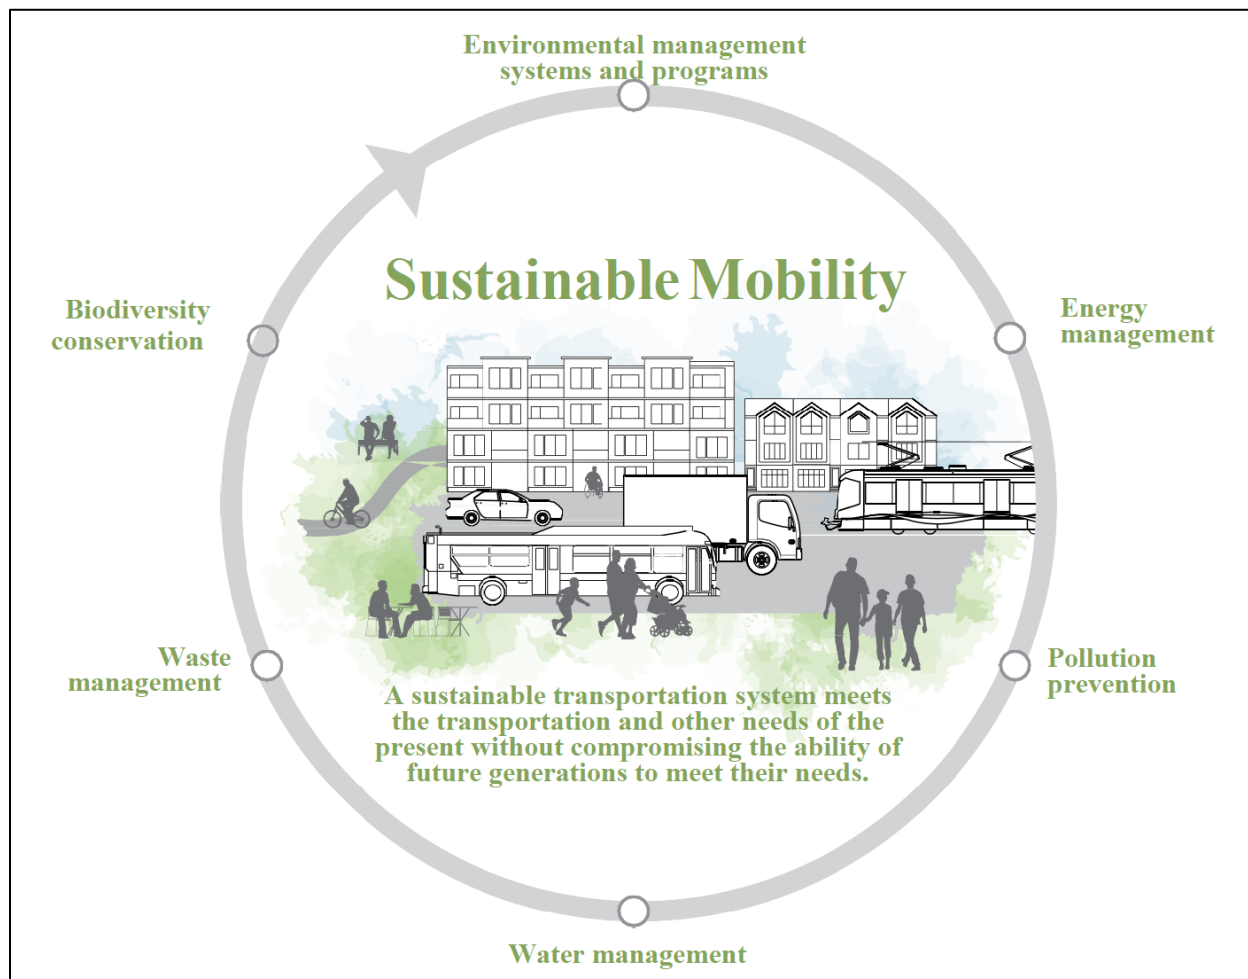 Environmental management
systems and programs
Sustainable Mobility
Biodiversity
conservation
Energy
management
Waste
management
Pollution
prevention
A sustainable transportation system meets
the transportation and other needs of the
present without compromising the ability of
future generations to meet their needs.
Water management